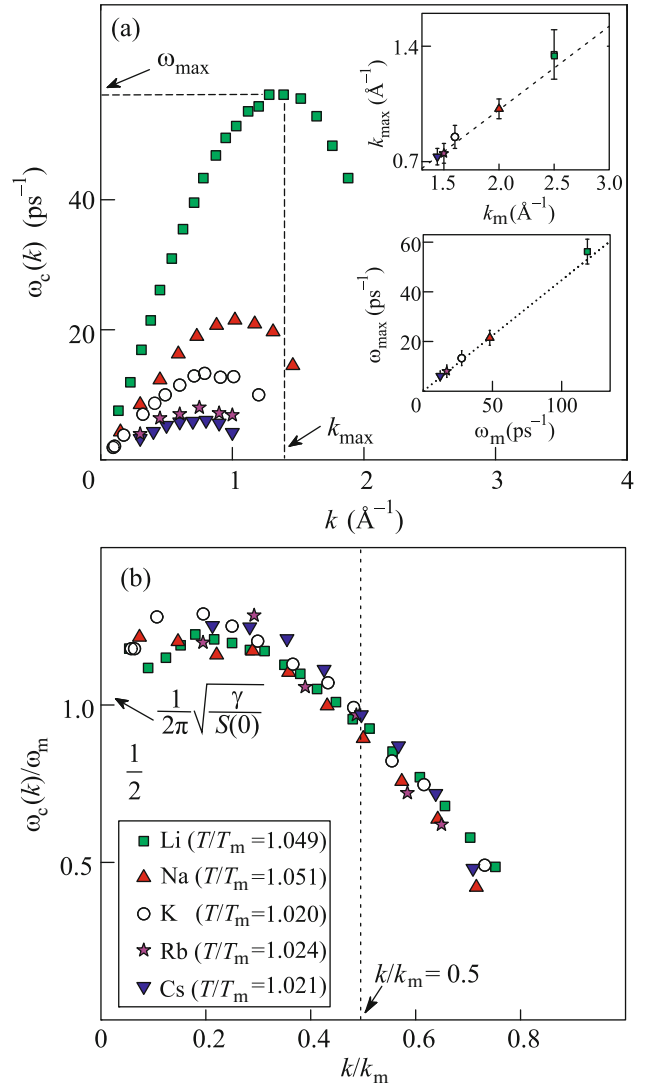 (a)
ω_max
ω_c(k) (ps⁻¹)
40
20
0
0
1
2
3
4
k (Å⁻¹)
k_max
k_max (Å⁻¹)
1.4
0.7
1.5
2.0
2.5
3.0
k_m(Å⁻¹)
ω_max (ps⁻¹)
60
40
20
0
50
100
ω_m(ps⁻¹)
(b)
ω_c(k)/ω_m
1.0
0.5
1/2π √γ/S(0)
1/2
Li (T/T_m=1.049)
Na (T/T_m=1.051)
K (T/T_m=1.020)
Rb (T/T_m=1.024)
Cs (T/T_m=1.021)
k/k_m = 0.5
0
0.2
0.4
0.6
0.8
k/k_m